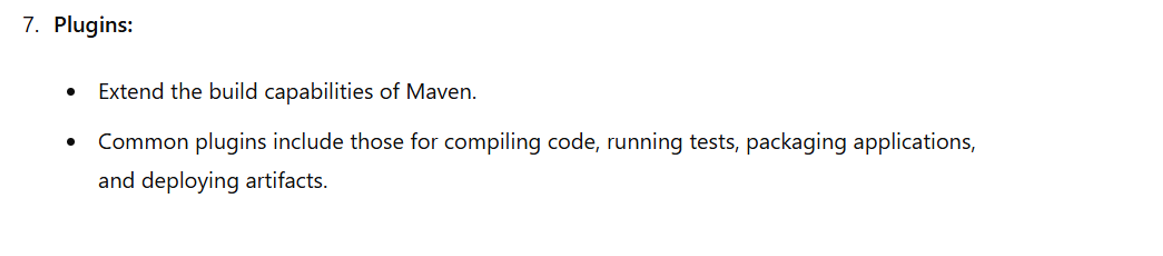 7. Plugins:
• Extend the build capabilities of Maven.
• Common plugins include those for compiling code, running tests, packaging applications,
and deploying artifacts.